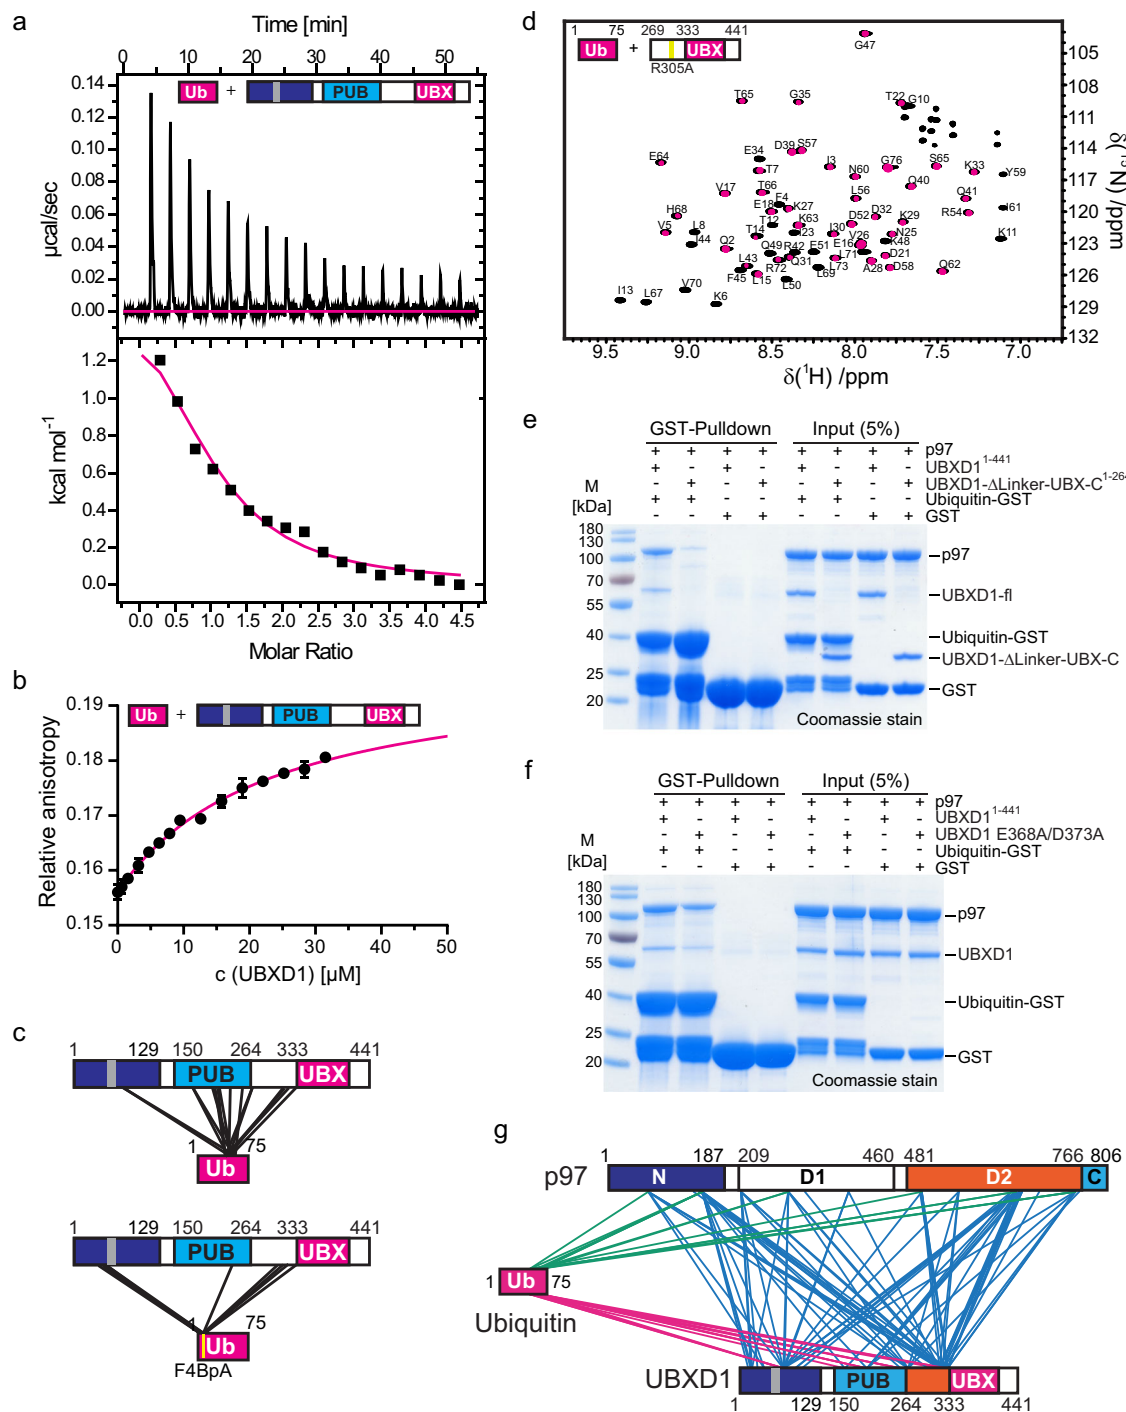 a
Time [min]
0 10 20 30 40 50
0.14
0.12
0.10
0.08
0.06
0.04
0.02
0.00
µcal/sec
Ub + PUB UBX
1.2
1.0
0.8
0.6
0.4
0.2
0.0
kcal mol⁻¹
0.0 0.5 1.0 1.5 2.0 2.5 3.0 3.5 4.0 4.5
Molar Ratio
b
0.19
0.18
0.17
0.16
0.15
Relative anisotropy
Ub + PUB UBX
0 10 20 30 40 50
c (UBXD1) [µM]
c
1 129 150 264 333 441
PUB UBX
1 75
Ub
1 129 150 264 333 441
PUB UBX
1 75
Ub
F4BpA
d
1 75 269 333 441
Ub + UBX
R305A
G47
T65 G35 T22 G10
D39 S57
E34 I3 S65
E64 T7 N60 G76 K33 Y59
V17 T66 L56 Q40
F4
E18 K27 D32 Q41 I61
H68 T12 K63 D52 K29 R54
V5 L8 T14 I23 I30 V26 N25 K11
I44 Q49 R42 E51 E16 K48
Q2 L43 Q31 L71 D21
R72 L73 A28 D58 Q62
F45 L15 L50 L69
I13 L67 V70 K6
105
108
111
114
117
120
123
126
129
132
δ(¹⁵N) /ppm
9.5 9.0 8.5 8.0 7.5 7.0
δ(¹H) /ppm
e
GST-Pulldown Input (5%)
+ + + + + + + + p97
+ - + - + - + - UBXD1¹⁻⁴⁴¹
- + - + - + - + UBXD1-ΔLinker-UBX-C¹⁻²⁶⁴
+ + - - + + - - Ubiquitin-GST
- - + + - - + + GST
M
[kDa]
180
130
100
70
55
40
25
20
p97
UBXD1-fl
Ubiquitin-GST
UBXD1-ΔLinker-UBX-C
GST
Coomassie stain
f
GST-Pulldown Input (5%)
+ + + + + + + + p97
+ - + - + - + - UBXD1¹⁻⁴⁴¹
- + - + - + - + UBXD1 E368A/D373A
+ + - - + + - - Ubiquitin-GST
- - + + - - + + GST
M
[kDa]
180
130
100
70
55
40
25
20
p97
UBXD1
Ubiquitin-GST
GST
Coomassie stain
g
1 187 209 460 481 766 806
p97 N D1 D2 C
1 Ub 75
Ubiquitin
UBXD1 PUB UBX
1 129 150 264 333 441